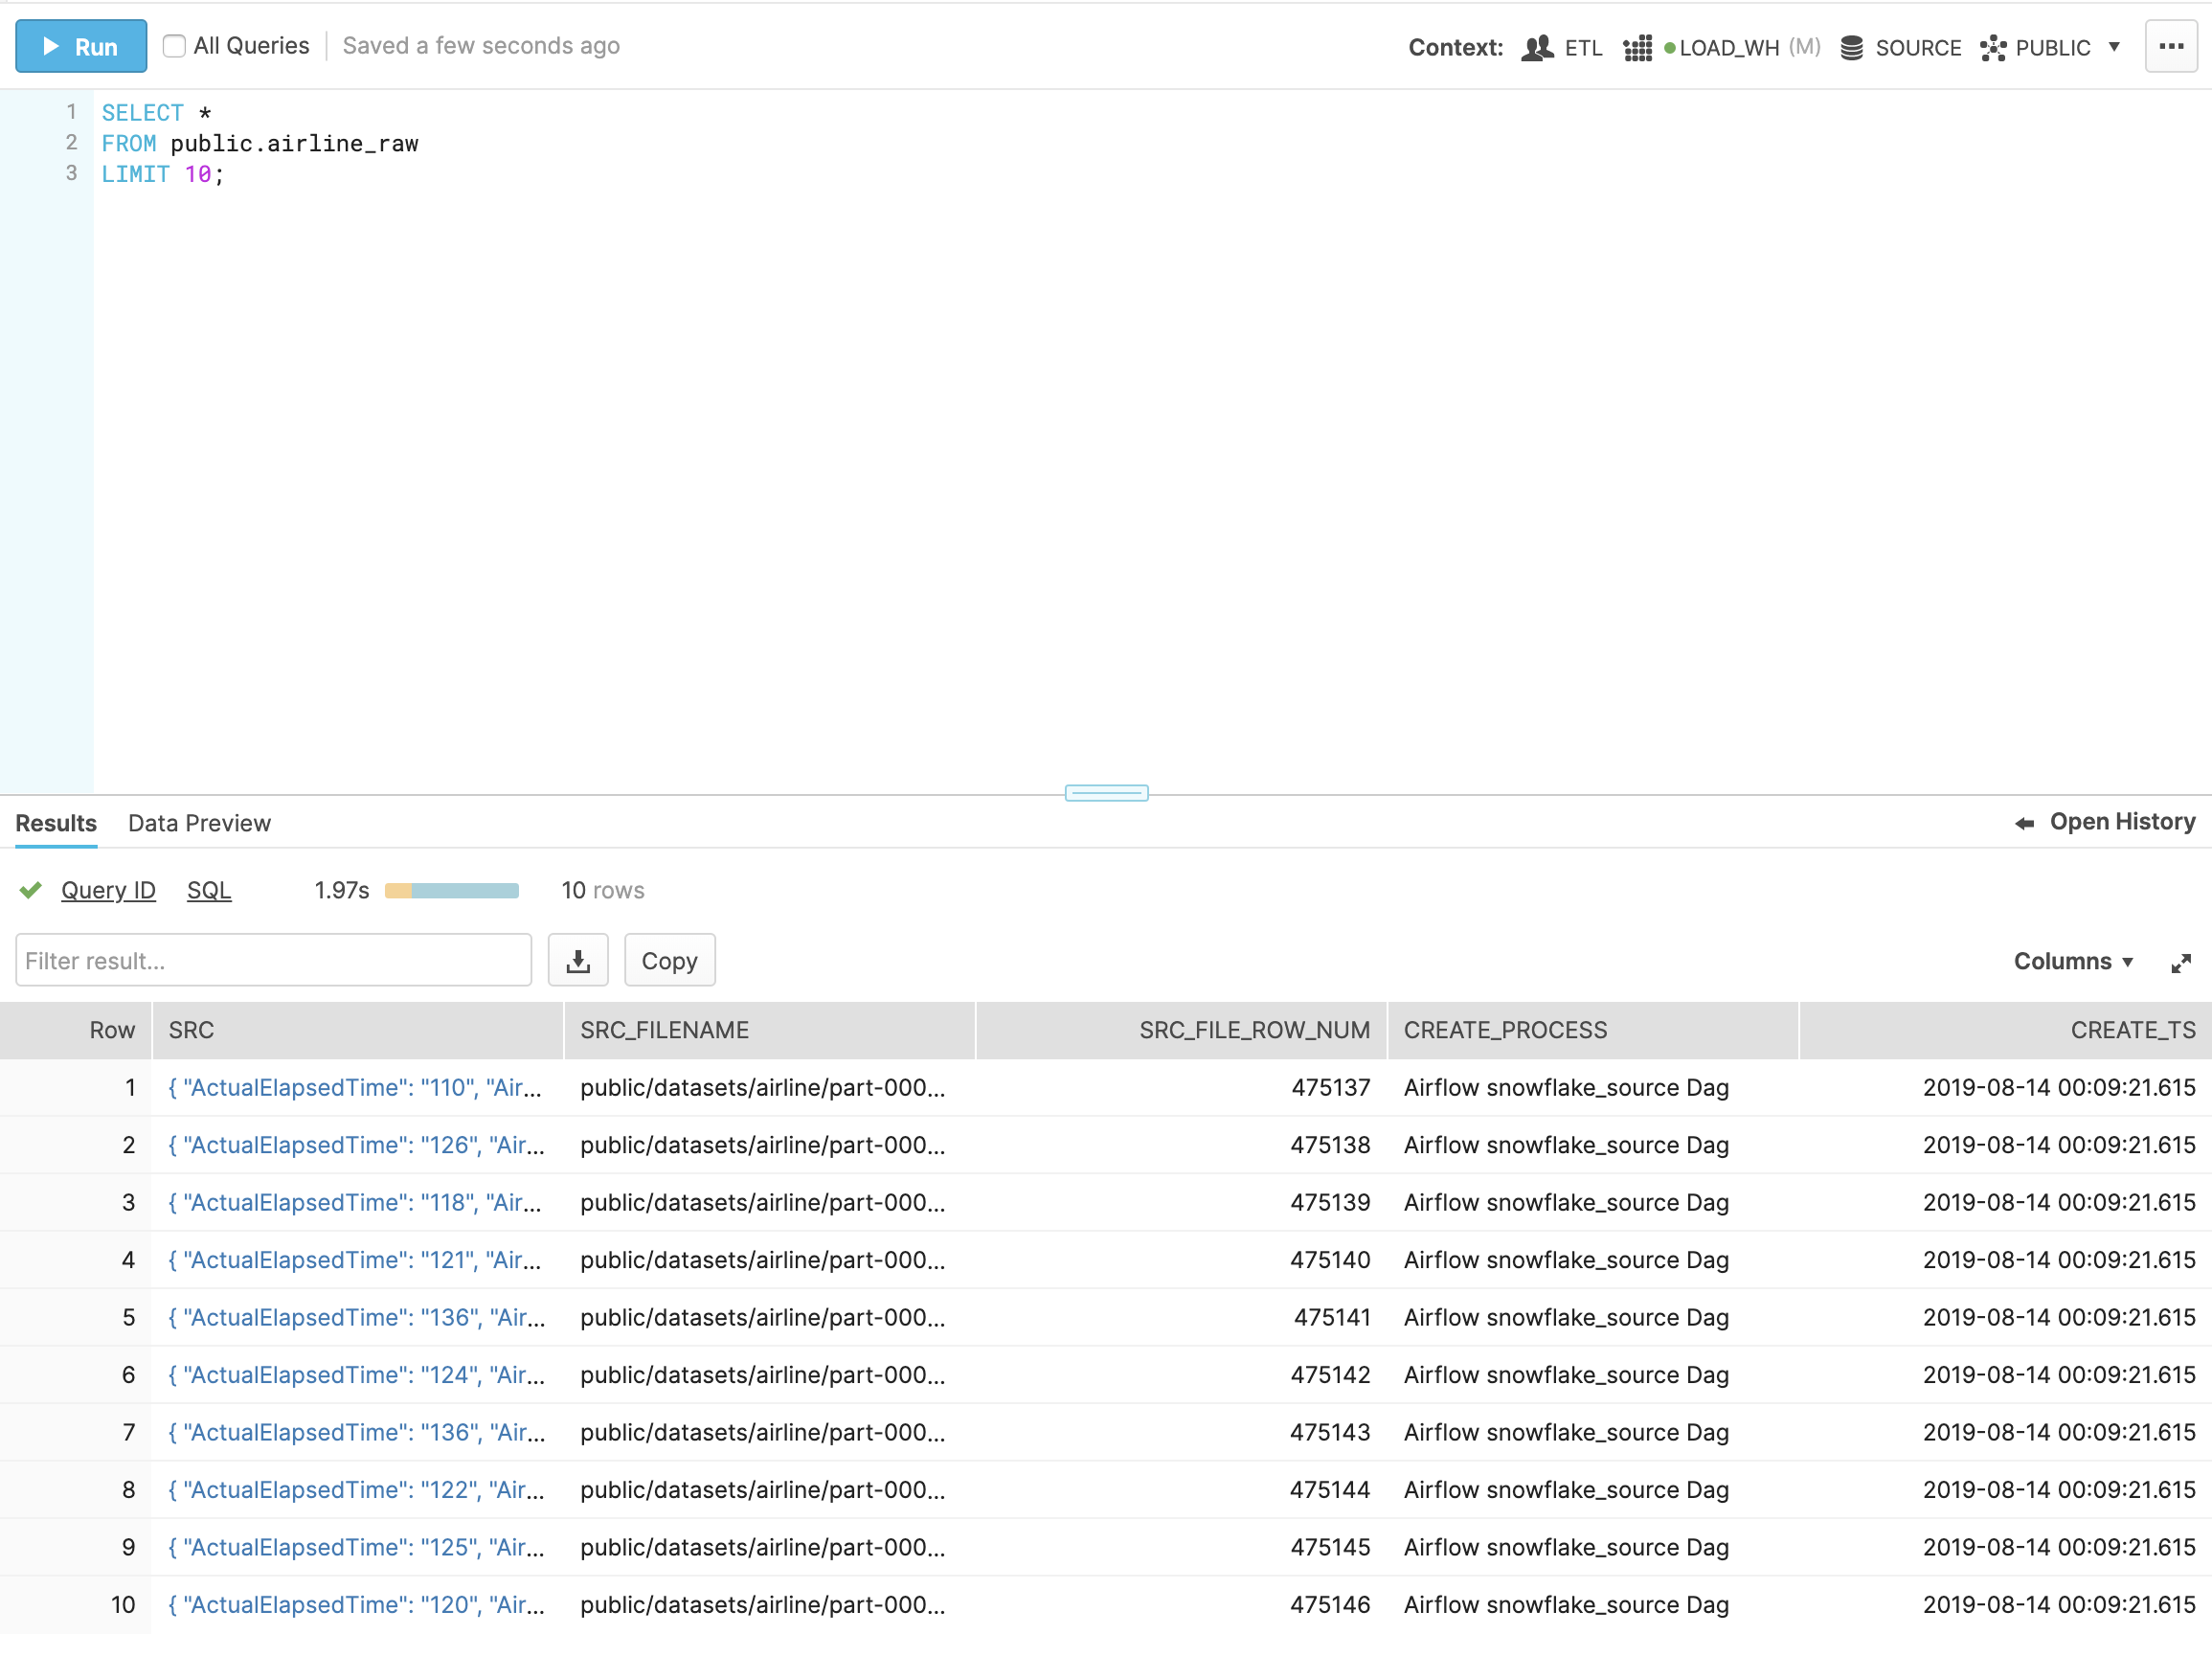 Run All Queries Saved a few seconds ago Context: ETL LOAD_WH (M) SOURCE PUBLIC
1 SELECT *
2 FROM public.airline_raw
3 LIMIT 10;
Results Data Preview Open History
Query ID SQL 1.97s 10 rows
Filter result... Copy Columns
Row SRC SRC_FILENAME SRC_FILE_ROW_NUM CREATE_PROCESS CREATE_TS
1 { "ActualElapsedTime": "110", "Air... public/datasets/airline/part-000... 475137 Airflow snowflake_source Dag 2019-08-14 00:09:21.615
2 { "ActualElapsedTime": "126", "Air... public/datasets/airline/part-000... 475138 Airflow snowflake_source Dag 2019-08-14 00:09:21.615
3 { "ActualElapsedTime": "118", "Air... public/datasets/airline/part-000... 475139 Airflow snowflake_source Dag 2019-08-14 00:09:21.615
4 { "ActualElapsedTime": "121", "Air... public/datasets/airline/part-000... 475140 Airflow snowflake_source Dag 2019-08-14 00:09:21.615
5 { "ActualElapsedTime": "136", "Air... public/datasets/airline/part-000... 475141 Airflow snowflake_source Dag 2019-08-14 00:09:21.615
6 { "ActualElapsedTime": "124", "Air... public/datasets/airline/part-000... 475142 Airflow snowflake_source Dag 2019-08-14 00:09:21.615
7 { "ActualElapsedTime": "136", "Air... public/datasets/airline/part-000... 475143 Airflow snowflake_source Dag 2019-08-14 00:09:21.615
8 { "ActualElapsedTime": "122", "Air... public/datasets/airline/part-000... 475144 Airflow snowflake_source Dag 2019-08-14 00:09:21.615
9 { "ActualElapsedTime": "125", "Air... public/datasets/airline/part-000... 475145 Airflow snowflake_source Dag 2019-08-14 00:09:21.615
10 { "ActualElapsedTime": "120", "Air... public/datasets/airline/part-000... 475146 Airflow snowflake_source Dag 2019-08-14 00:09:21.615